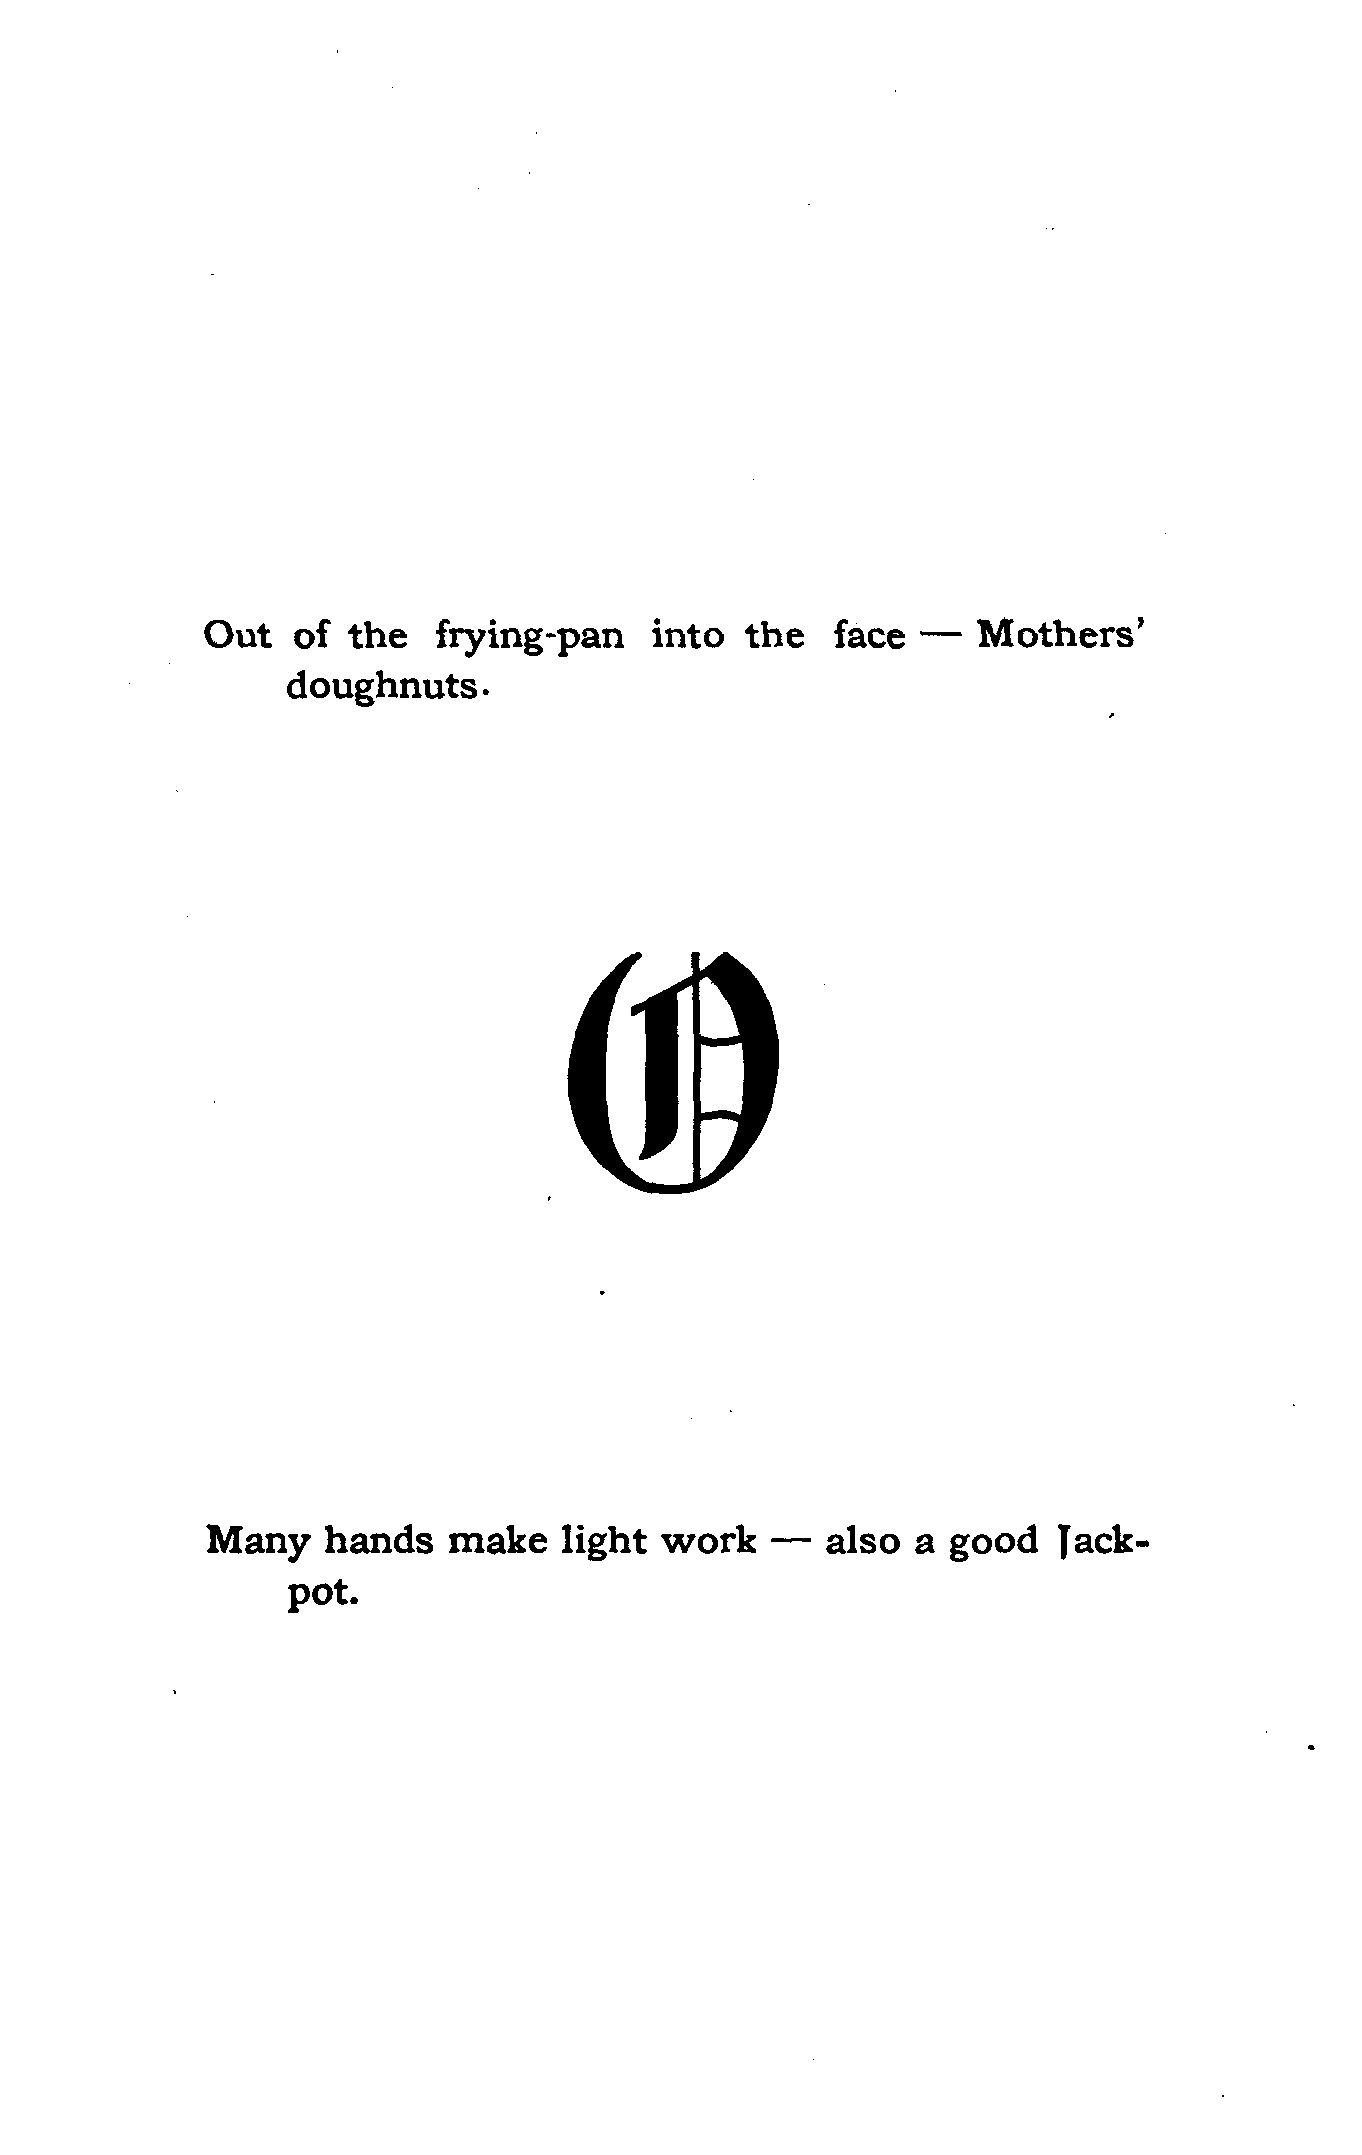 Out of the frying-pan into the face — Mothers'
doughnuts.
O
Many hands make light work — also a good Jack-
pot.